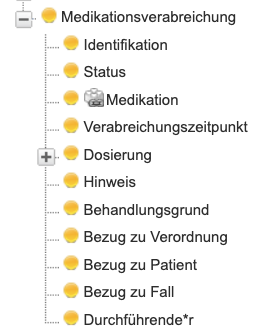 Medikationsverabreichung
Identifikation
Status
Medikation
Verabreichungszeitpunkt
Dosierung
Hinweis
Behandlungsgrund
Bezug zu Verordnung
Bezug zu Patient
Bezug zu Fall
Durchführende*r